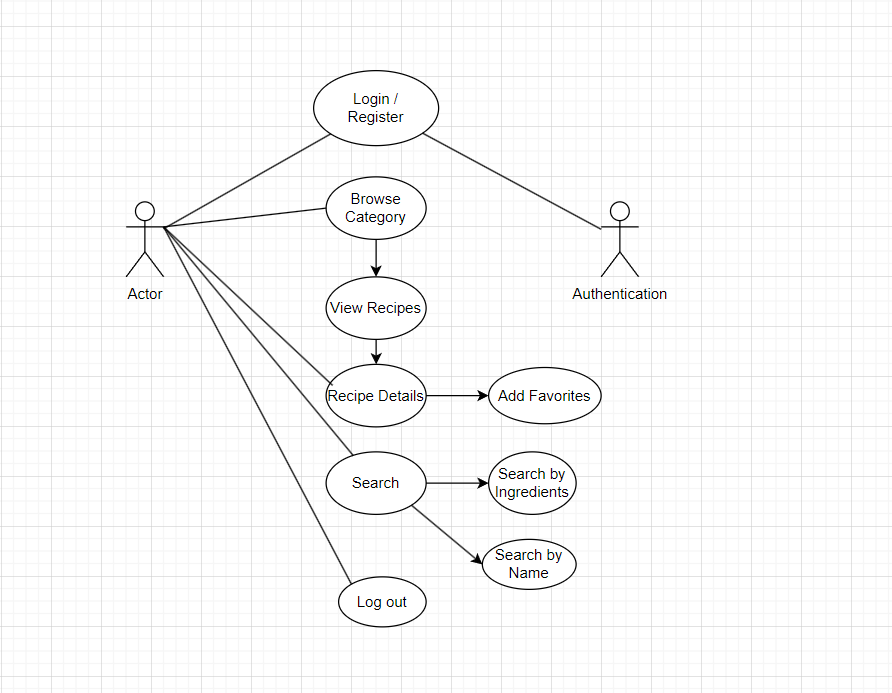 Login /
Register
Browse
Category
Actor
Authentication
View Recipes
Recipe Details
Add Favorites
Search
Search by
Ingredients
Search by
Name
Log out